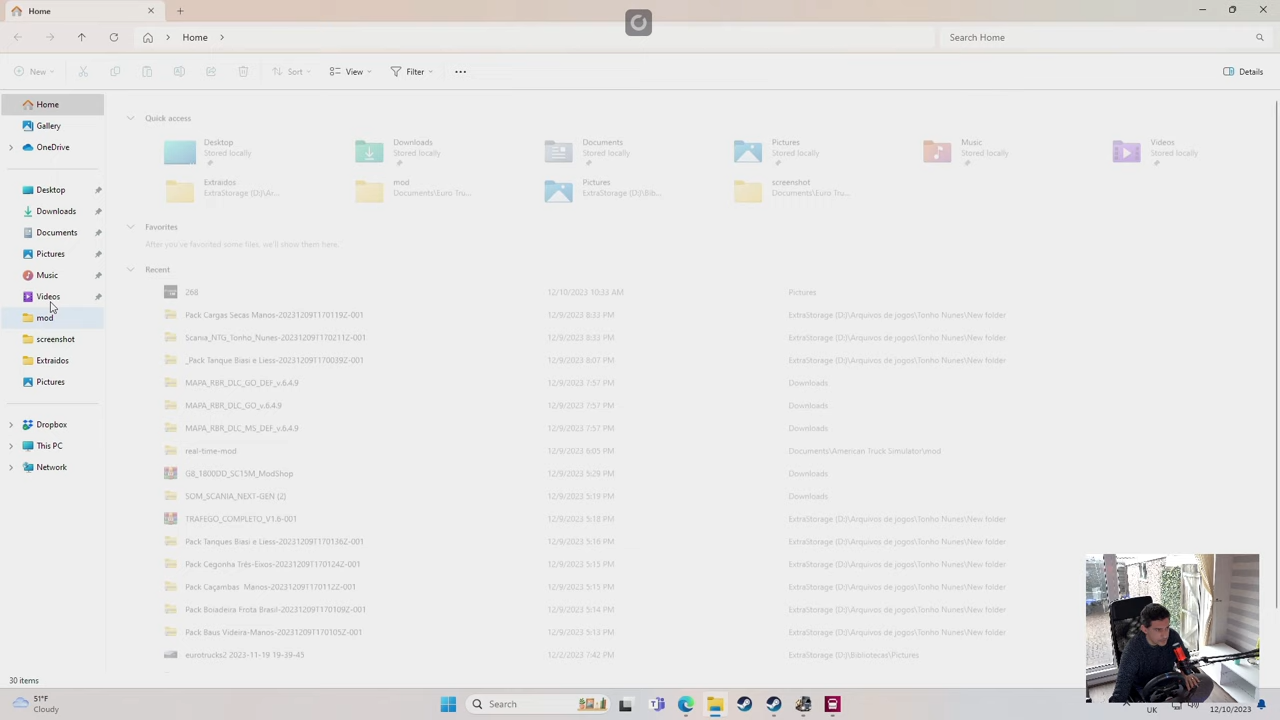 Home
Home
Search Home
New
Sort
View
Filter
Details
Home
Gallery
OneDrive
Desktop
Downloads
Documents
Pictures
Music
Videos
mod
screenshot
Extraidos
Pictures
Dropbox
This PC
Network
Quick access
Desktop
Stored locally
Downloads
Stored locally
Documents
Stored locally
Pictures
Stored locally
Music
Stored locally
Videos
Stored locally
Extraidos
ExtraStorage (D:)\Ar...
mod
Documents\Euro Tru...
Pictures
ExtraStorage (D:)\Bib...
screenshot
Documents\Euro Tru...
Favorites
After you've favorited some files, we'll show them here.
Recent
268 12/10/2023 10:33 AM Pictures
Pack Cargas Secas Manos-20231209T170119Z-001 12/9/2023 8:33 PM ExtraStorage (D:)\Arquivos de jogos\Tonho Nunes\New folder
Scania_NTG_Tonho_Nunes-20231209T170211Z-001 12/9/2023 8:33 PM ExtraStorage (D:)\Arquivos de jogos\Tonho Nunes\New folder
_Pack Tanque Biasi e Liess-20231209T170039Z-001 12/9/2023 8:07 PM ExtraStorage (D:)\Arquivos de jogos\Tonho Nunes\New folder
MAPA_RBR_DLC_GO_DEF_v.6.4.9 12/9/2023 7:57 PM Downloads
MAPA_RBR_DLC_GO_v.6.4.9 12/9/2023 7:57 PM Downloads
MAPA_RBR_DLC_MS_DEF_v.6.4.9 12/9/2023 7:57 PM Downloads
real-time-mod 12/9/2023 6:05 PM Documents\American Truck Simulator\mod
GB_1800DD_SC15M_ModShop 12/9/2023 5:29 PM Downloads
SDM_SCANIA_NEXT-GEN (2) 12/9/2023 5:19 PM Downloads
TRAFEGO_COMPLETO_V1.6-001 12/9/2023 5:18 PM ExtraStorage (D:)\Arquivos de jogos\Tonho Nunes\New folder
Pack Tanques Biasi e Liess-20231209T170136Z-001 12/9/2023 5:16 PM ExtraStorage (D:)\Arquivos de jogos\Tonho Nunes\New folder
Pack Cegonha Três-Eixos-20231209T170124Z-001 12/9/2023 5:15 PM ExtraStorage (D:)\Arquivos de jogos\Tonho Nunes\New folder
Pack Caçambas Manos-20231209T170112Z-001 12/9/2023 5:15 PM ExtraStorage (D:)\Arquivos de jogos\Tonho Nunes\New folder
Pack Boiadeira Frota Brasil-20231209T170109Z-001 12/9/2023 5:14 PM ExtraStorage (D:)\Arquivos de jogos\Tonho Nunes\New folder
Pack Baus Videira-Manos-20231209T170105Z-001 12/9/2023 5:13 PM ExtraStorage (D:)\Arquivos de jogos\Tonho Nunes\New folder
eurotrucks2 2023-11-19 19-39-45 12/2/2023 7:42 PM ExtraStorage (D:)\Bibliotecas\Pictures
30 items
51°F
Cloudy
Search
UK
12/10/2023